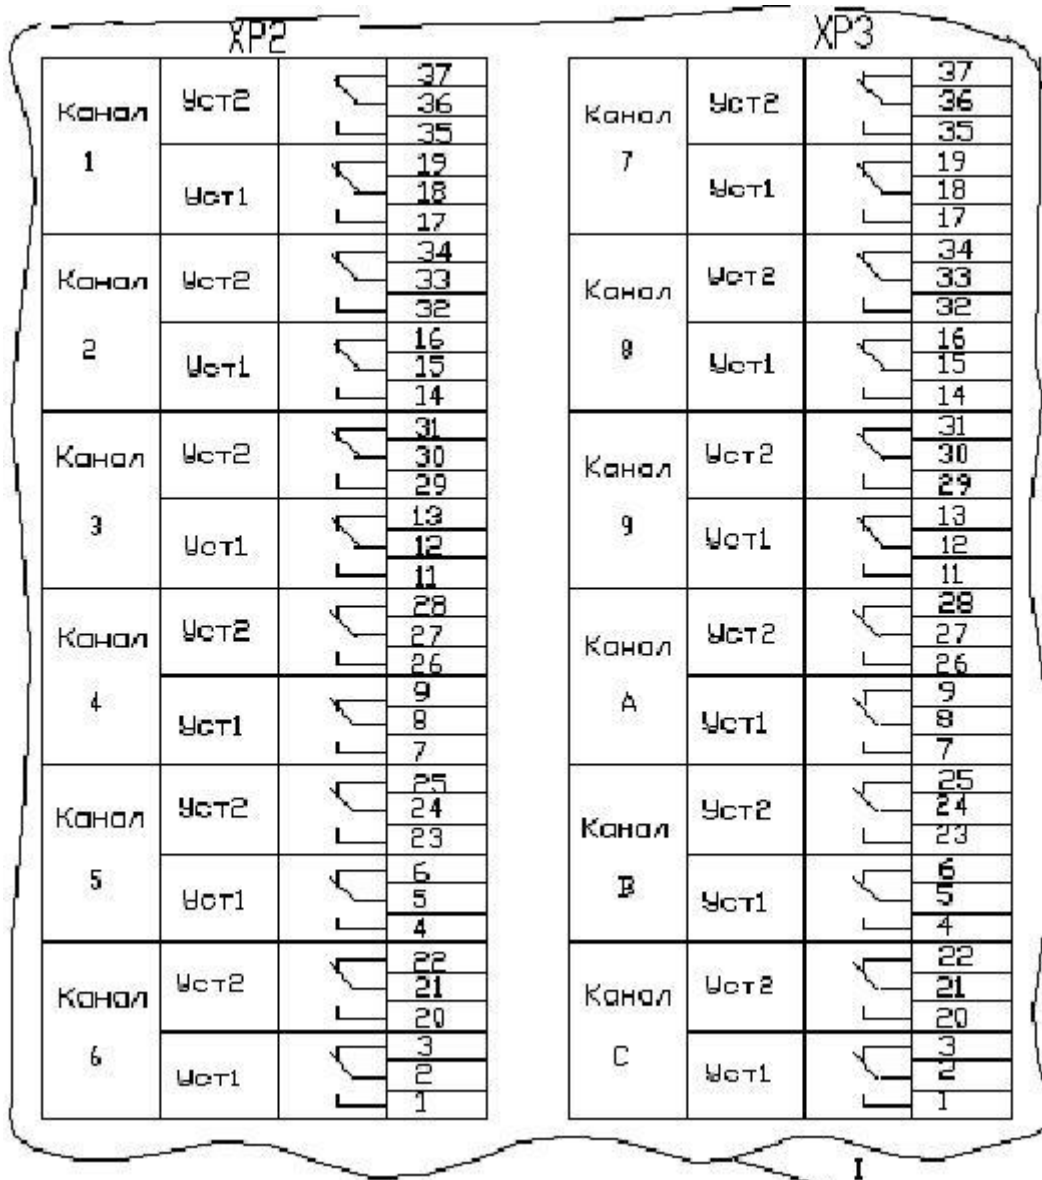 ХР2
Канал 1
Уст2
37
36
35
Уст1
19
18
17
Канал 2
Уст2
34
33
32
Уст1
16
15
14
Канал 3
Уст2
31
30
29
Уст1
13
12
11
Канал 4
Уст2
28
27
26
Уст1
9
8
7
Канал 5
Уст2
25
24
23
Уст1
6
5
4
Канал 6
Уст2
22
21
20
Уст1
3
2
1
ХР3
Канал 7
Уст2
37
36
35
Уст1
19
18
17
Канал 8
Уст2
34
33
32
Уст1
16
15
14
Канал 9
Уст2
31
30
29
Уст1
13
12
11
Канал А
Уст2
28
27
26
Уст1
9
8
7
Канал В
Уст2
25
24
23
Уст1
6
5
4
Канал С
Уст2
22
21
20
Уст1
3
2
1
I